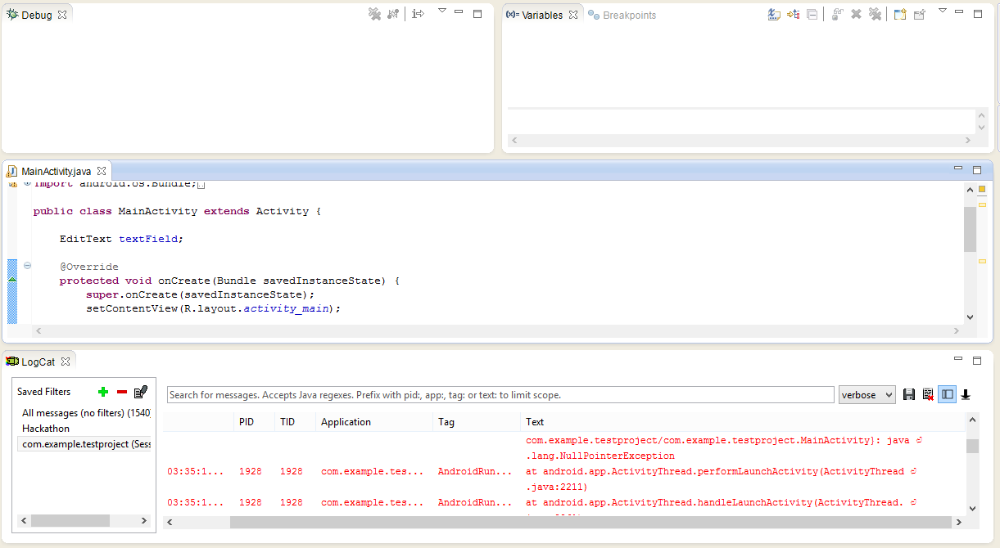 Debug
(x)= Variables
Breakpoints
MainActivity.java
import android.os.Bundle;
public class MainActivity extends Activity {
EditText textField;
@Override
protected void onCreate(Bundle savedInstanceState) {
super.onCreate(savedInstanceState);
setContentView(R.layout.activity_main);
LogCat
Saved Filters
All messages (no filters) (1540)
Hackathon
com.example.testproject (Sess
Search for messages. Accepts Java regexes. Prefix with pid:, app:, tag: or text: to limit scope.
verbose
PID TID Application Tag Text
com.example.testproject/com.example.testproject.MainActivity}: java
.lang.NullPointerException
03:35:1... 1928 1928 com.example.tes... AndroidRun... at android.app.ActivityThread.performLaunchActivity(ActivityThread
.java:2211)
03:35:1... 1928 1928 com.example.tes... AndroidRun... at android.app.ActivityThread.handleLaunchActivity(ActivityThread.